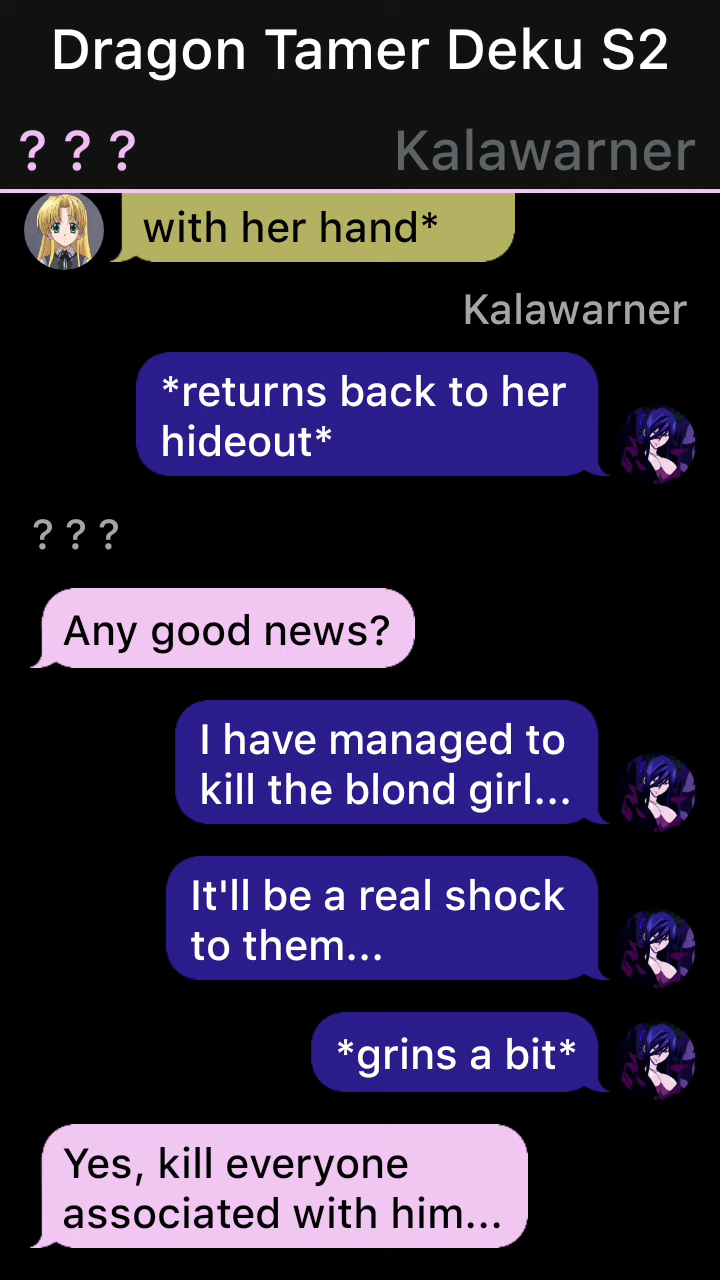 Dragon Tamer Deku S2
? ? ? Kalawarner
with her hand*
Kalawarner
*returns back to her
hideout*
? ? ?
Any good news?
I have managed to
kill the blond girl...
It'll be a real shock
to them...
*grins a bit*
Yes, kill everyone
associated with him...